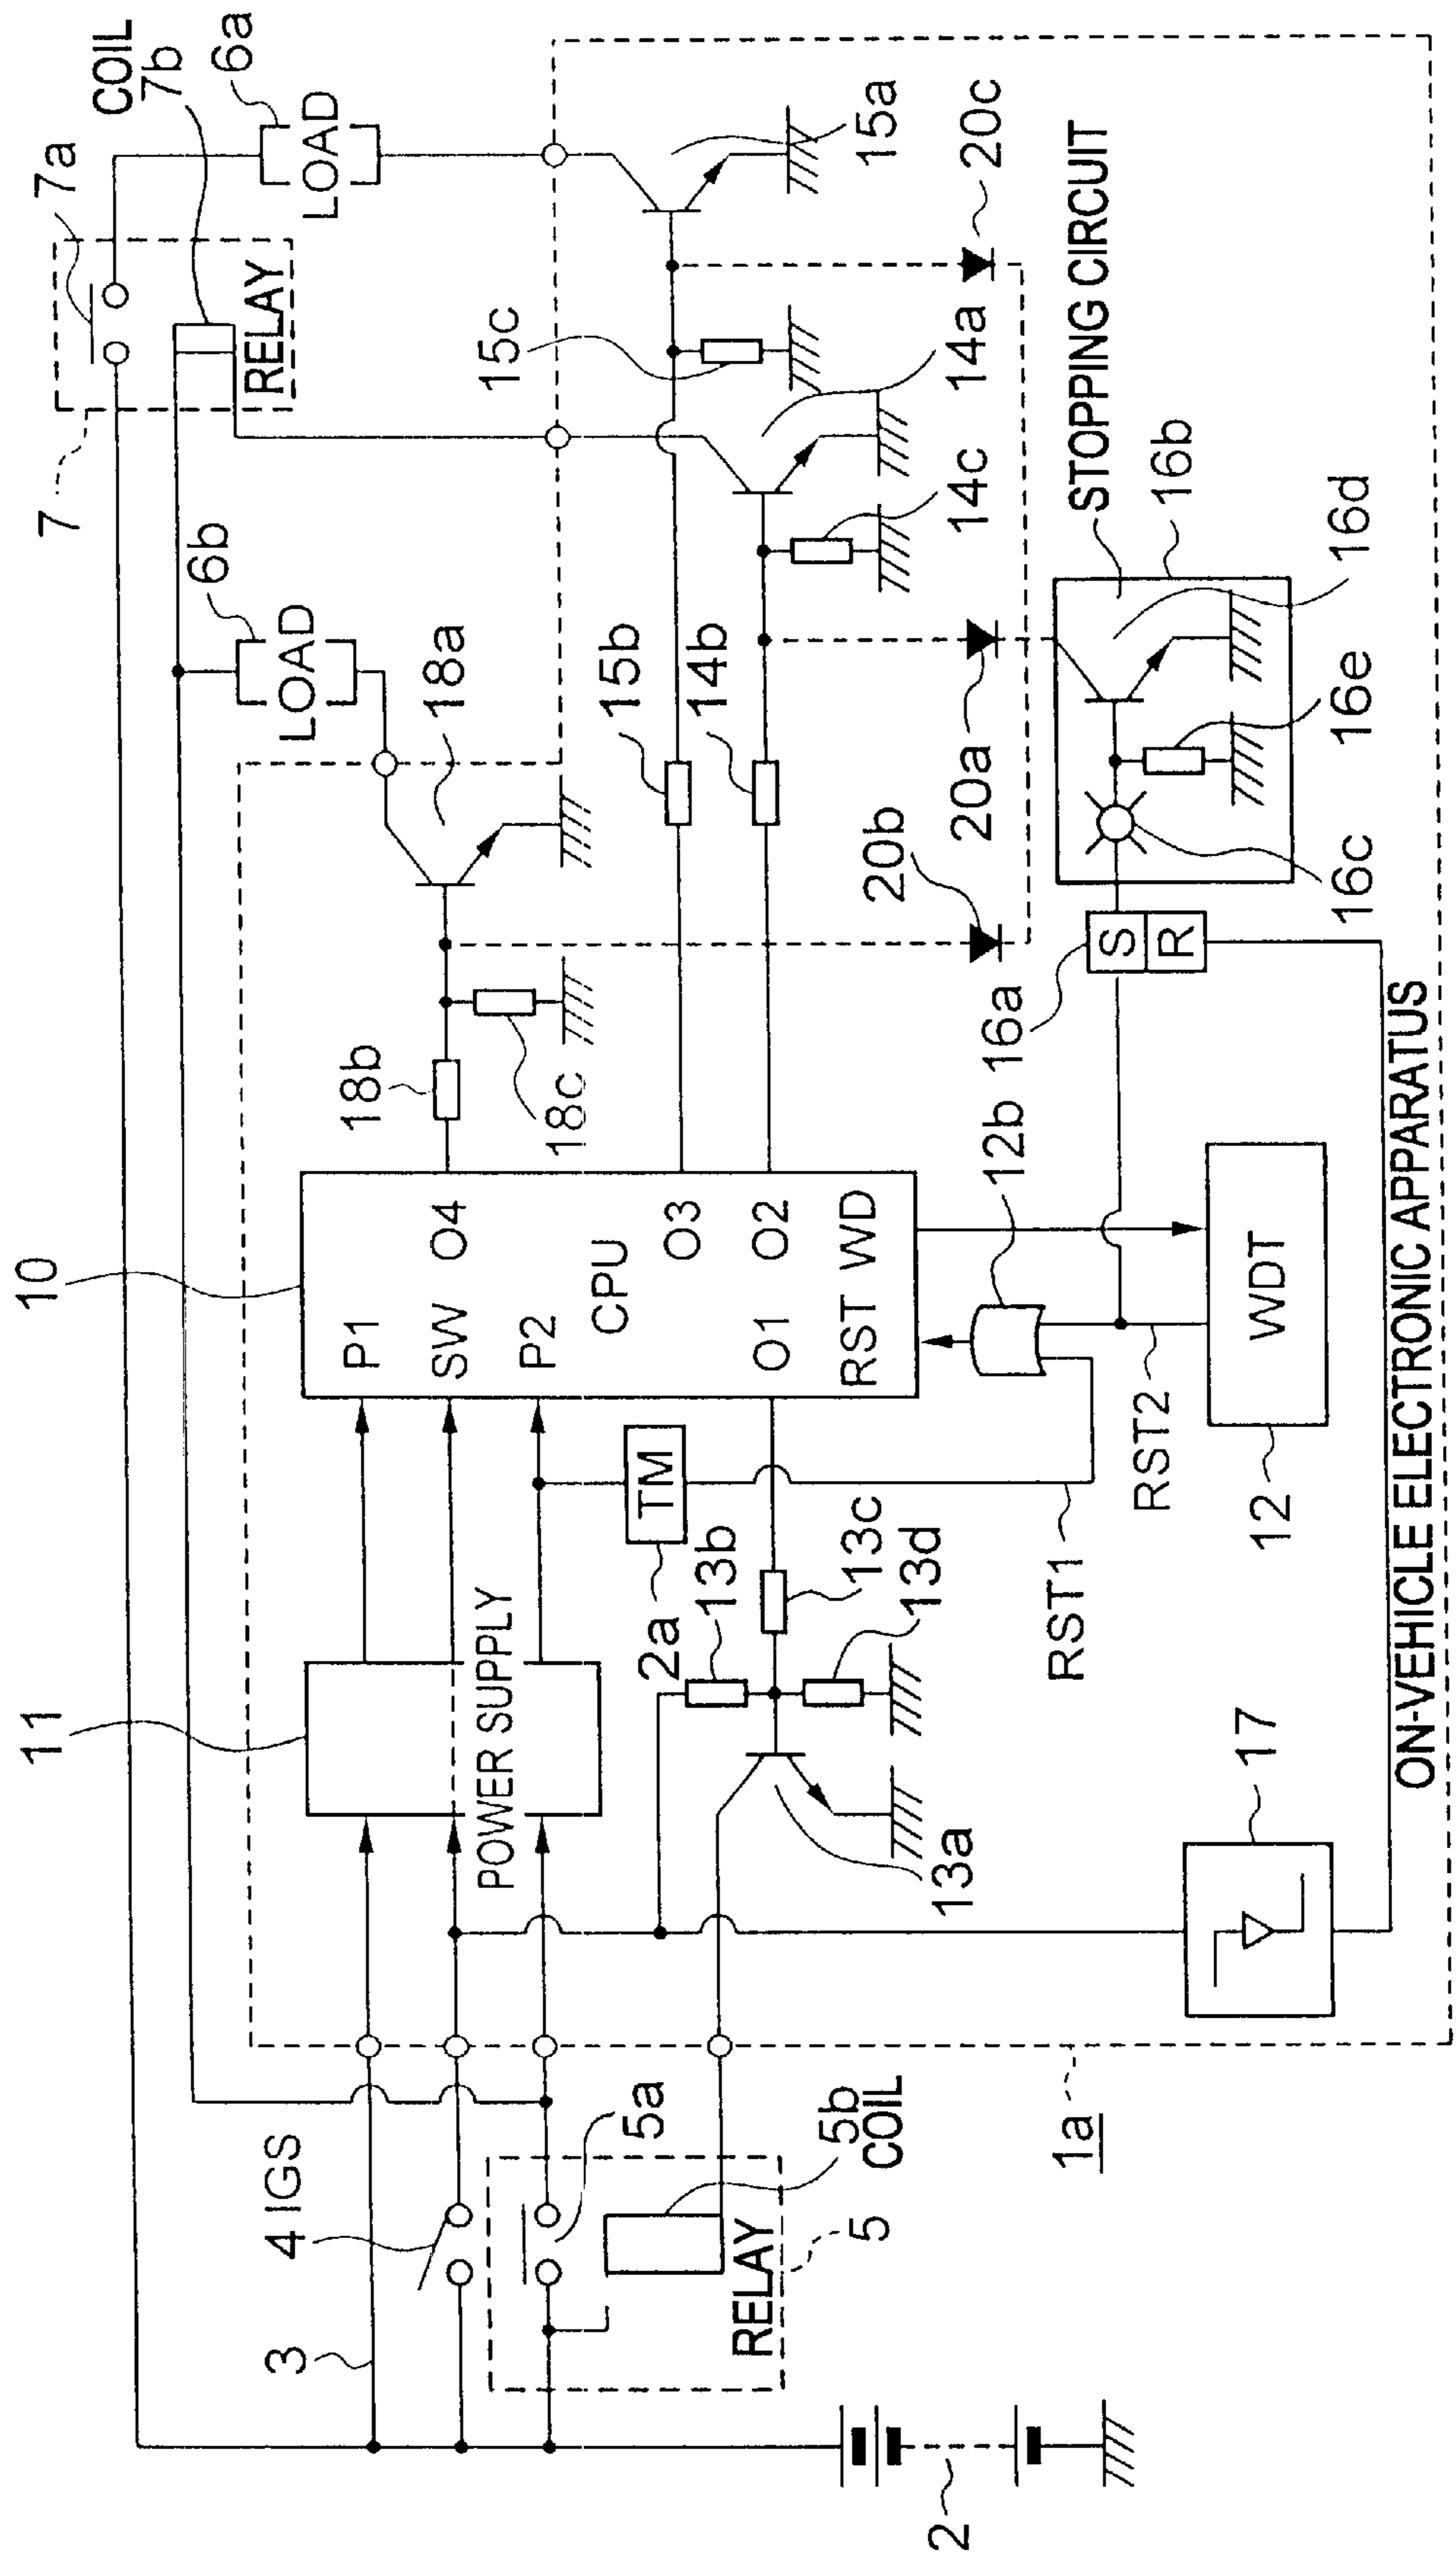 COIL
7b
7a
6a
LOAD
7
RELAY
6b
LOAD
18a
15c
15a
14a
20c
14c
STOPPING CIRCUIT
16b
16d
16e
16c
15b
14b
20a
20b
10
18b
18c
P1
SW
O4
P2
CPU
O3
O1
O2
RST
WD
12b
16a
S
R
11
POWER SUPPLY
TM
2a
13b
13c
13d
13a
RST1
RST2
WDT
12
17
ON-VEHICLE ELECTRONIC APPARATUS
1a
3
4 IGS
5a
5b
COIL
RELAY
5
2